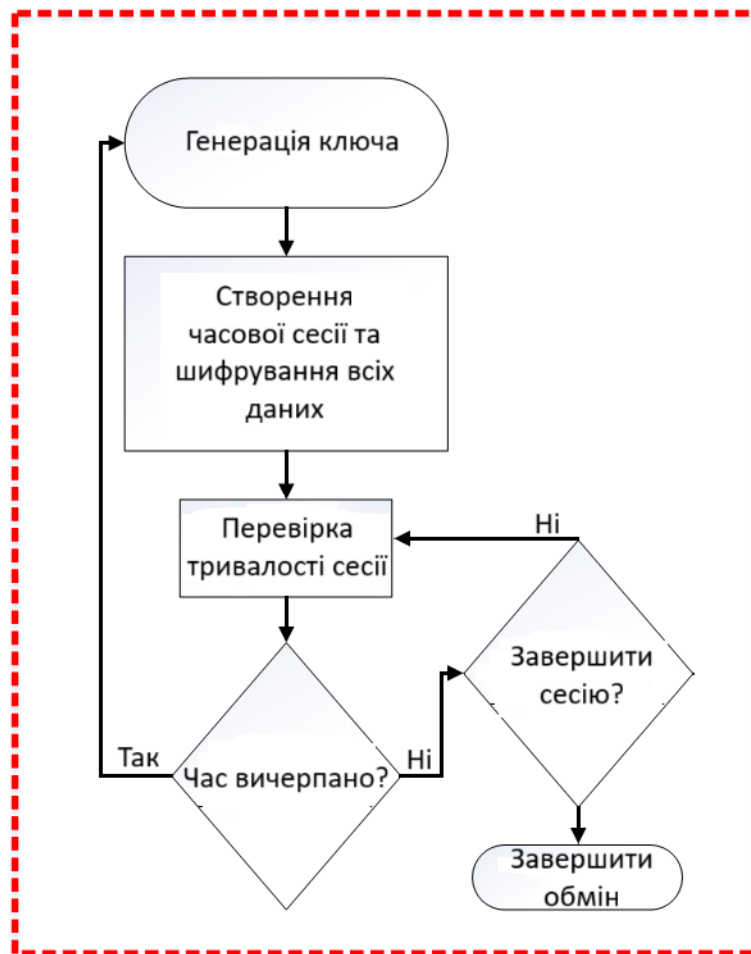 Генерація ключа
Створення
часової сесії та
шифрування всіх
даних
Перевірка
тривалості сесії
Ні
Завершити
сесію?
Так
Час вичерпано?
Ні
Завершити
обмін